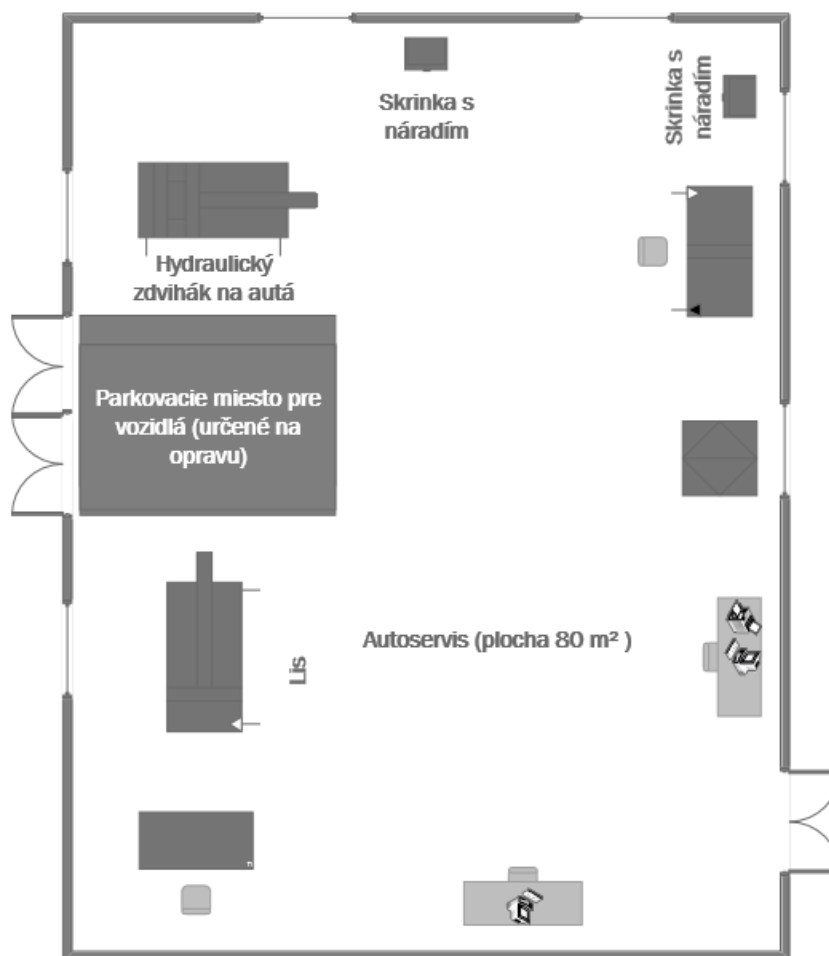 Skrinka s
náradím
Skrinka s
náradím
Hydraulický
zdvihák na autá
Parkovacie miesto pre
vozidlá (určené na
opravu)
Lis
Autoservis (plocha 80 m² )